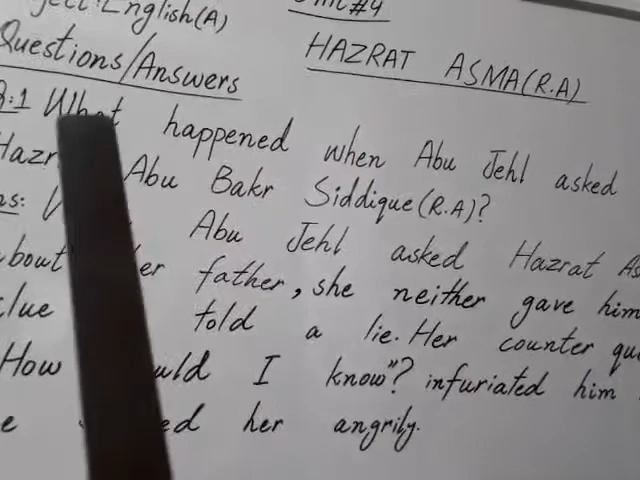 English(A)
#4
HAZRAT ASMA(R.A)
Questions/Answers
:1 What happened when Abu Jehl asked
Abu Bakr Siddique(R.A)?
Abu Jehl asked Hazrat
father, she neither gave him
told a lie. Her counter
How I know"? infuriated him
her angrily.